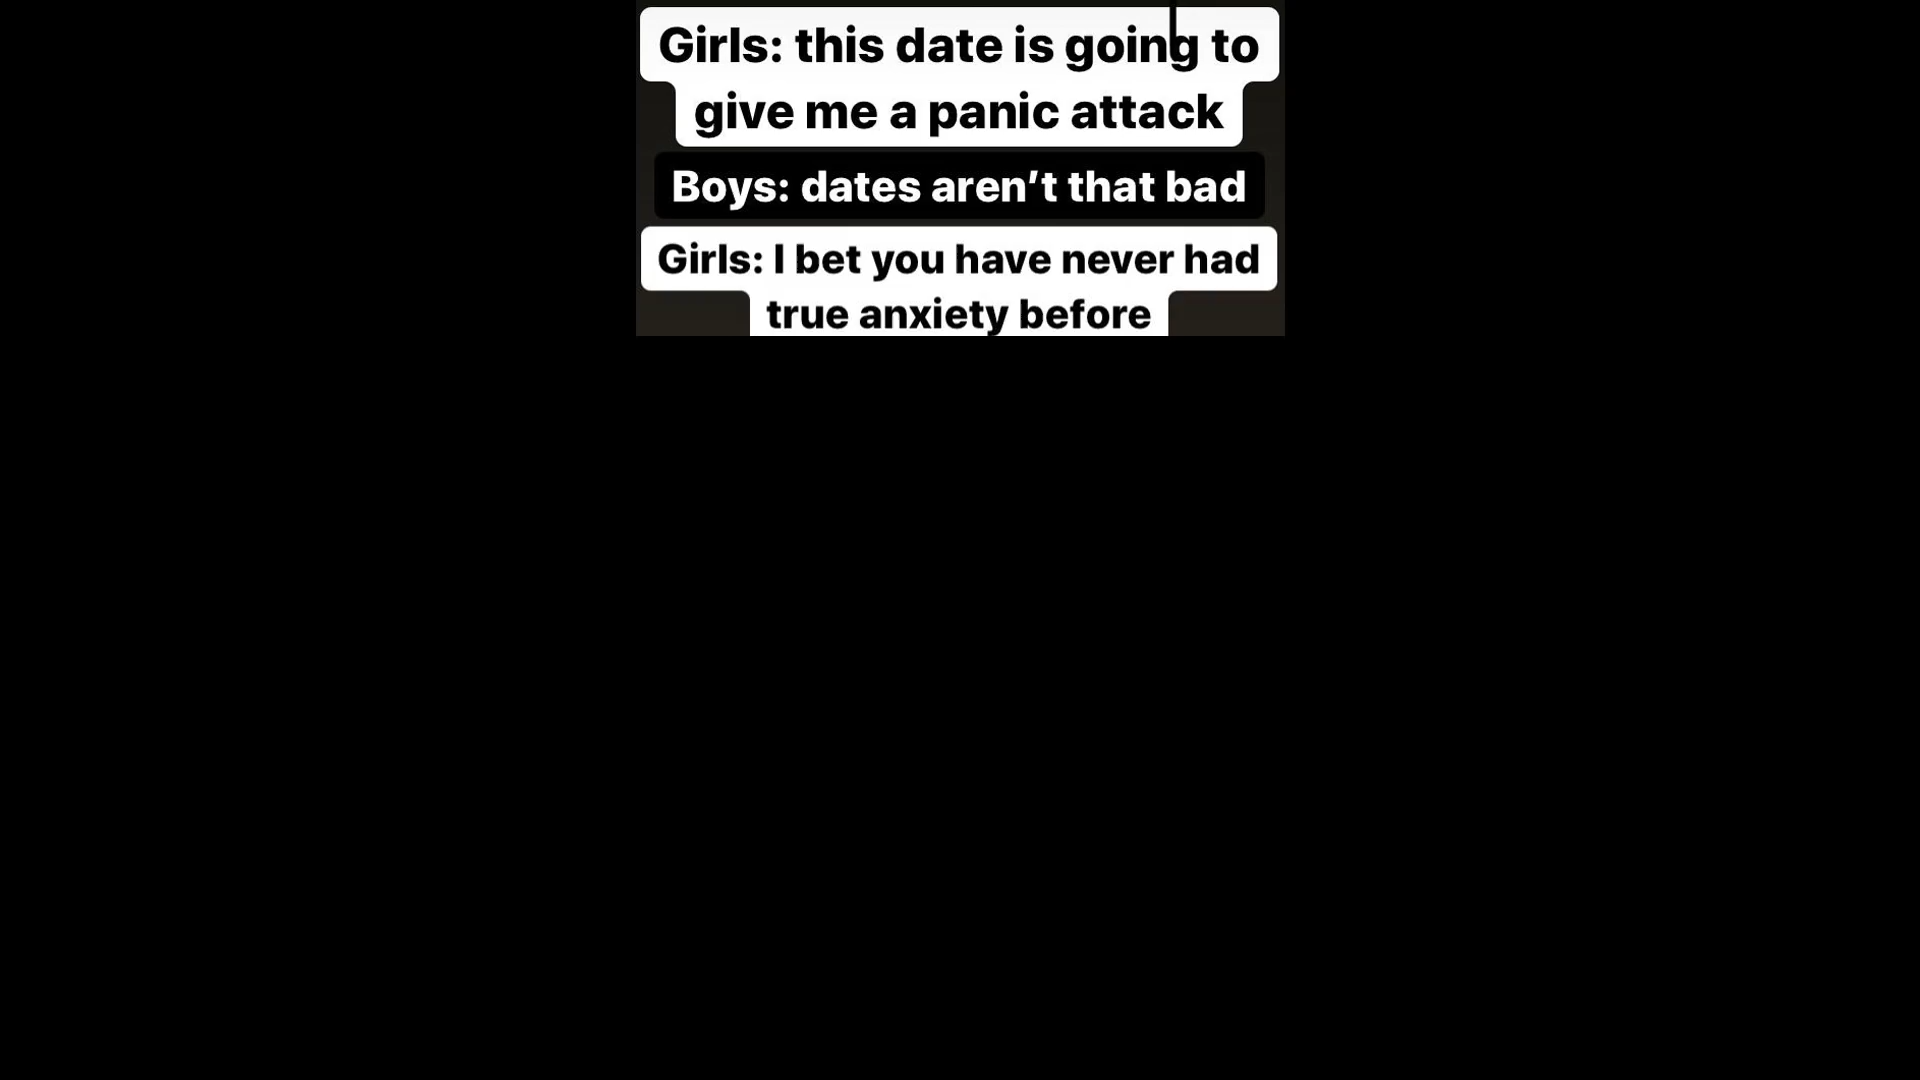 Girls: this date is going to
give me a panic attack
Boys: dates aren’t that bad
Girls: I bet you have never had
true anxiety before